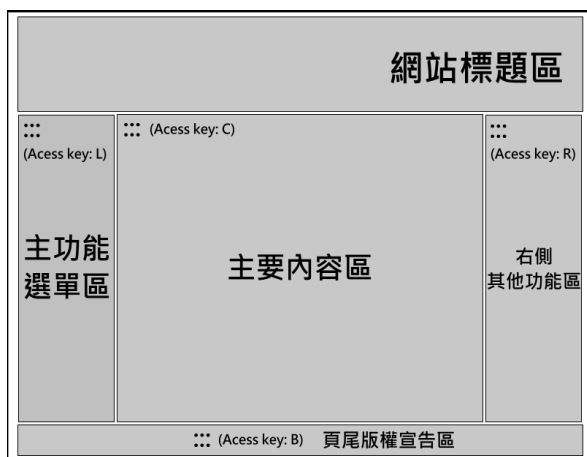 網站標題區
:::
(Acess key: L)
主功能
選單區
::: (Acess key: C)
主要內容區
:::
(Acess key: R)
右側
其他功能區
::: (Acess key: B) 頁尾版權宣告區